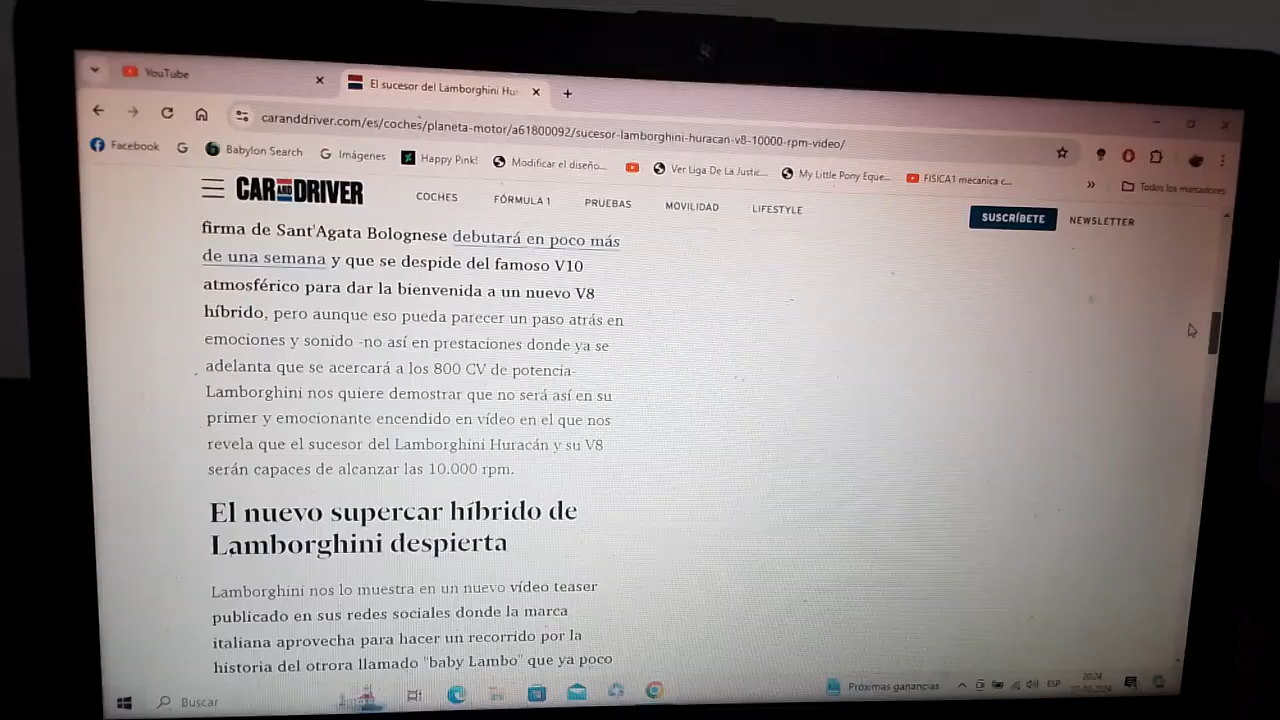 YouTube
El sucesor del Lamborghini Hur
caranddriver.com/es/coches/planeta-motor/a61800092/sucesor-lamborghini-huracan-v8-10000-rpm-video/
Facebook
Babylon Search
Imágenes
Happy Pink!
Modificar el diseño...
Ver Liga De La Justic...
My Little Pony Eque...
FISICA1 mecanica c...
»
Todos los marcadores
CAR AND DRIVER
COCHES
FÓRMULA 1
PRUEBAS
MOVILIDAD
LIFESTYLE
SUSCRÍBETE
NEWSLETTER
firma de Sant'Agata Bolognese debutará en poco más
de una semana y que se despide del famoso V10
atmosférico para dar la bienvenida a un nuevo V8
híbrido, pero aunque eso pueda parecer un paso atrás en
emociones y sonido -no así en prestaciones donde ya se
adelanta que se acercará a los 800 CV de potencia-
Lamborghini nos quiere demostrar que no será así en su
primer y emocionante encendido en vídeo en el que nos
revela que el sucesor del Lamborghini Huracán y su V8
serán capaces de alcanzar las 10.000 rpm.
El nuevo supercar híbrido de
Lamborghini despierta
Lamborghini nos lo muestra en un nuevo vídeo teaser
publicado en sus redes sociales donde la marca
italiana aprovecha para hacer un recorrido por la
historia del otrora llamado "baby Lambo" que ya poco
Buscar
Próximas ganancias
ESP
20:24